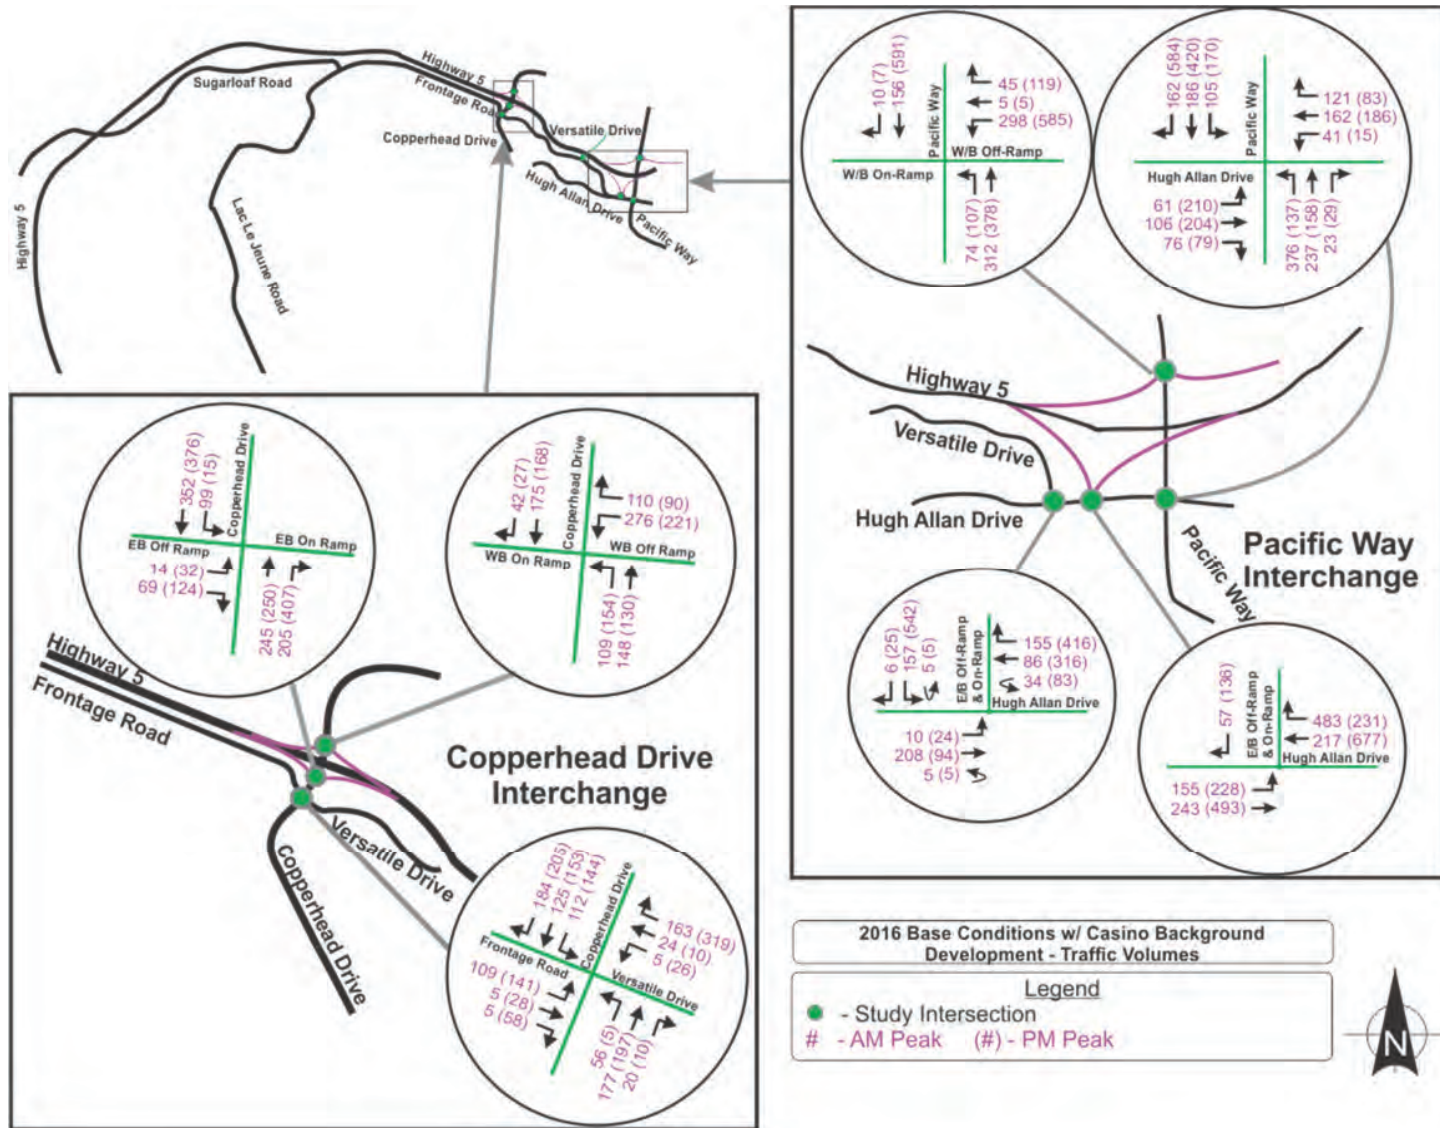 Highway 5
Frontage Road
Sugarloaf Road
Copperhead Drive
Versatile Drive
Hugh Allan Drive
Pacific Way
Highway 5
Lac Le Jeune Road
10 (7)
156 (591)
Pacific Way
45 (119)
5 (5)
298 (585)
W/B Off-Ramp
W/B On-Ramp
74 (107)
312 (378)
162 (584)
186 (420)
105 (170)
Pacific Way
121 (83)
162 (186)
41 (15)
Hugh Allan Drive
61 (210)
106 (204)
76 (79)
376 (137)
237 (158)
23 (29)
Highway 5
Versatile Drive
Hugh Allan Drive
Pacific Way
Pacific Way
Interchange
6 (25)
157 (542)
5 (5)
E/B Off-Ramp
& On-Ramp
155 (416)
86 (316)
34 (83)
Hugh Allan Drive
10 (24)
208 (94)
5 (5)
57 (136)
E/B Off-Ramp
& On-Ramp
483 (231)
217 (677)
Hugh Allan Drive
155 (228)
243 (493)
352 (376)
99 (15)
Copperhead Drive
EB Off Ramp
EB On Ramp
14 (32)
69 (124)
245 (250)
205 (407)
42 (27)
175 (168)
Copperhead Drive
110 (90)
276 (221)
WB On Ramp
WB Off Ramp
109 (154)
148 (130)
Highway 5
Frontage Road
Copperhead Drive
Interchange
Versatile Drive
Copperhead Drive
184 (205)
125 (153)
112 (144)
Copperhead Drive
163 (319)
24 (10)
5 (26)
Frontage Road
Versatile Drive
109 (141)
5 (28)
5 (58)
56 (5)
177 (197)
20 (10)
2016 Base Conditions w/ Casino Background
Development - Traffic Volumes
Legend
- Study Intersection
# - AM Peak (#) - PM Peak
N